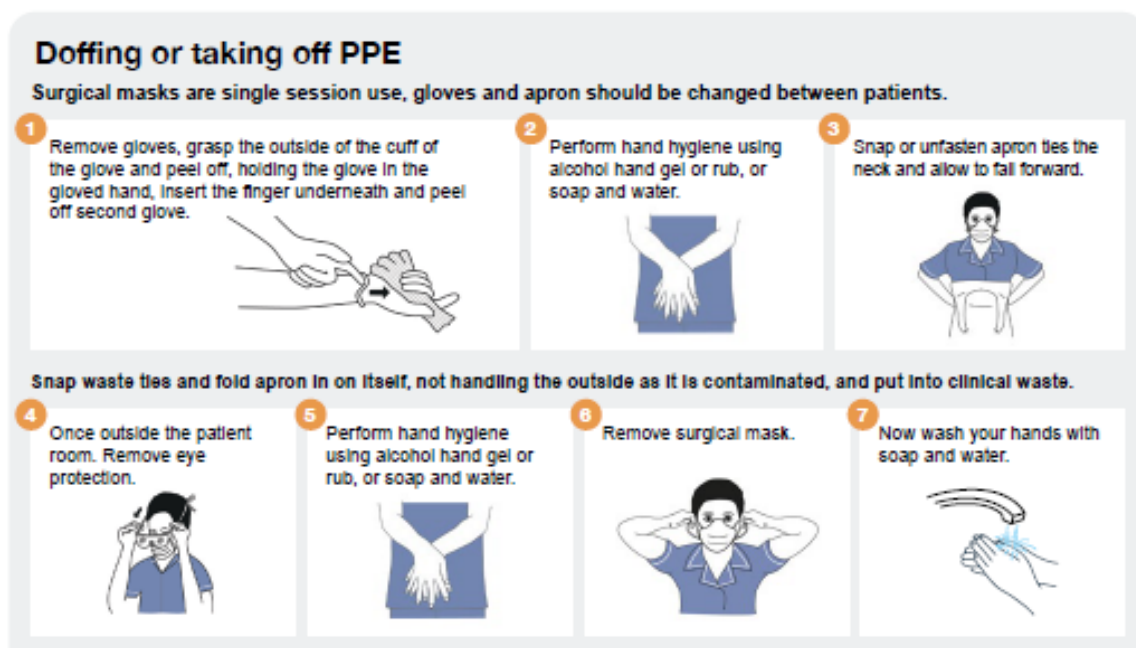 Doffing or taking off PPE
Surgical masks are single session use, gloves and apron should be changed between patients.
1
Remove gloves, grasp the outside of the cuff of
the glove and peel off, holding the glove in the
gloved hand, insert the finger underneath and peel
off second glove.
2
Perform hand hygiene using
alcohol hand gel or rub, or
soap and water.
3
Snap or unfasten apron ties the
neck and allow to fall forward.
Snap waste ties and fold apron in on itself, not handling the outside as it is contaminated, and put into clinical waste.
4
Once outside the patient
room. Remove eye
protection.
5
Perform hand hygiene
using alcohol hand gel or
rub, or soap and water.
6
Remove surgical mask.
7
Now wash your hands with
soap and water.